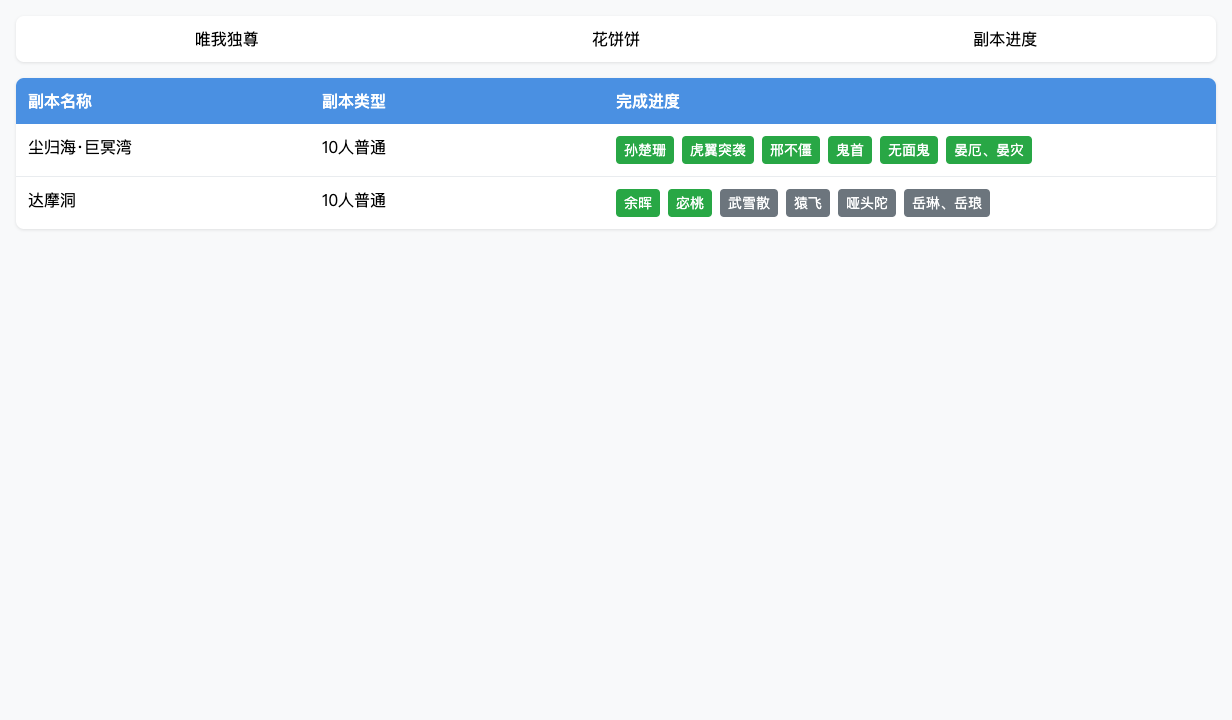 唯我独尊 花饼饼 副本进度
副本名称 副本类型 完成进度
尘归海·巨冥湾 10人普通 孙楚珊 虎翼突袭 邢不僵 鬼首 无面鬼 晏厄、晏灾
达摩洞 10人普通 余晖 宓桃 武雪散 猿飞 哑头陀 岳琳、岳琅